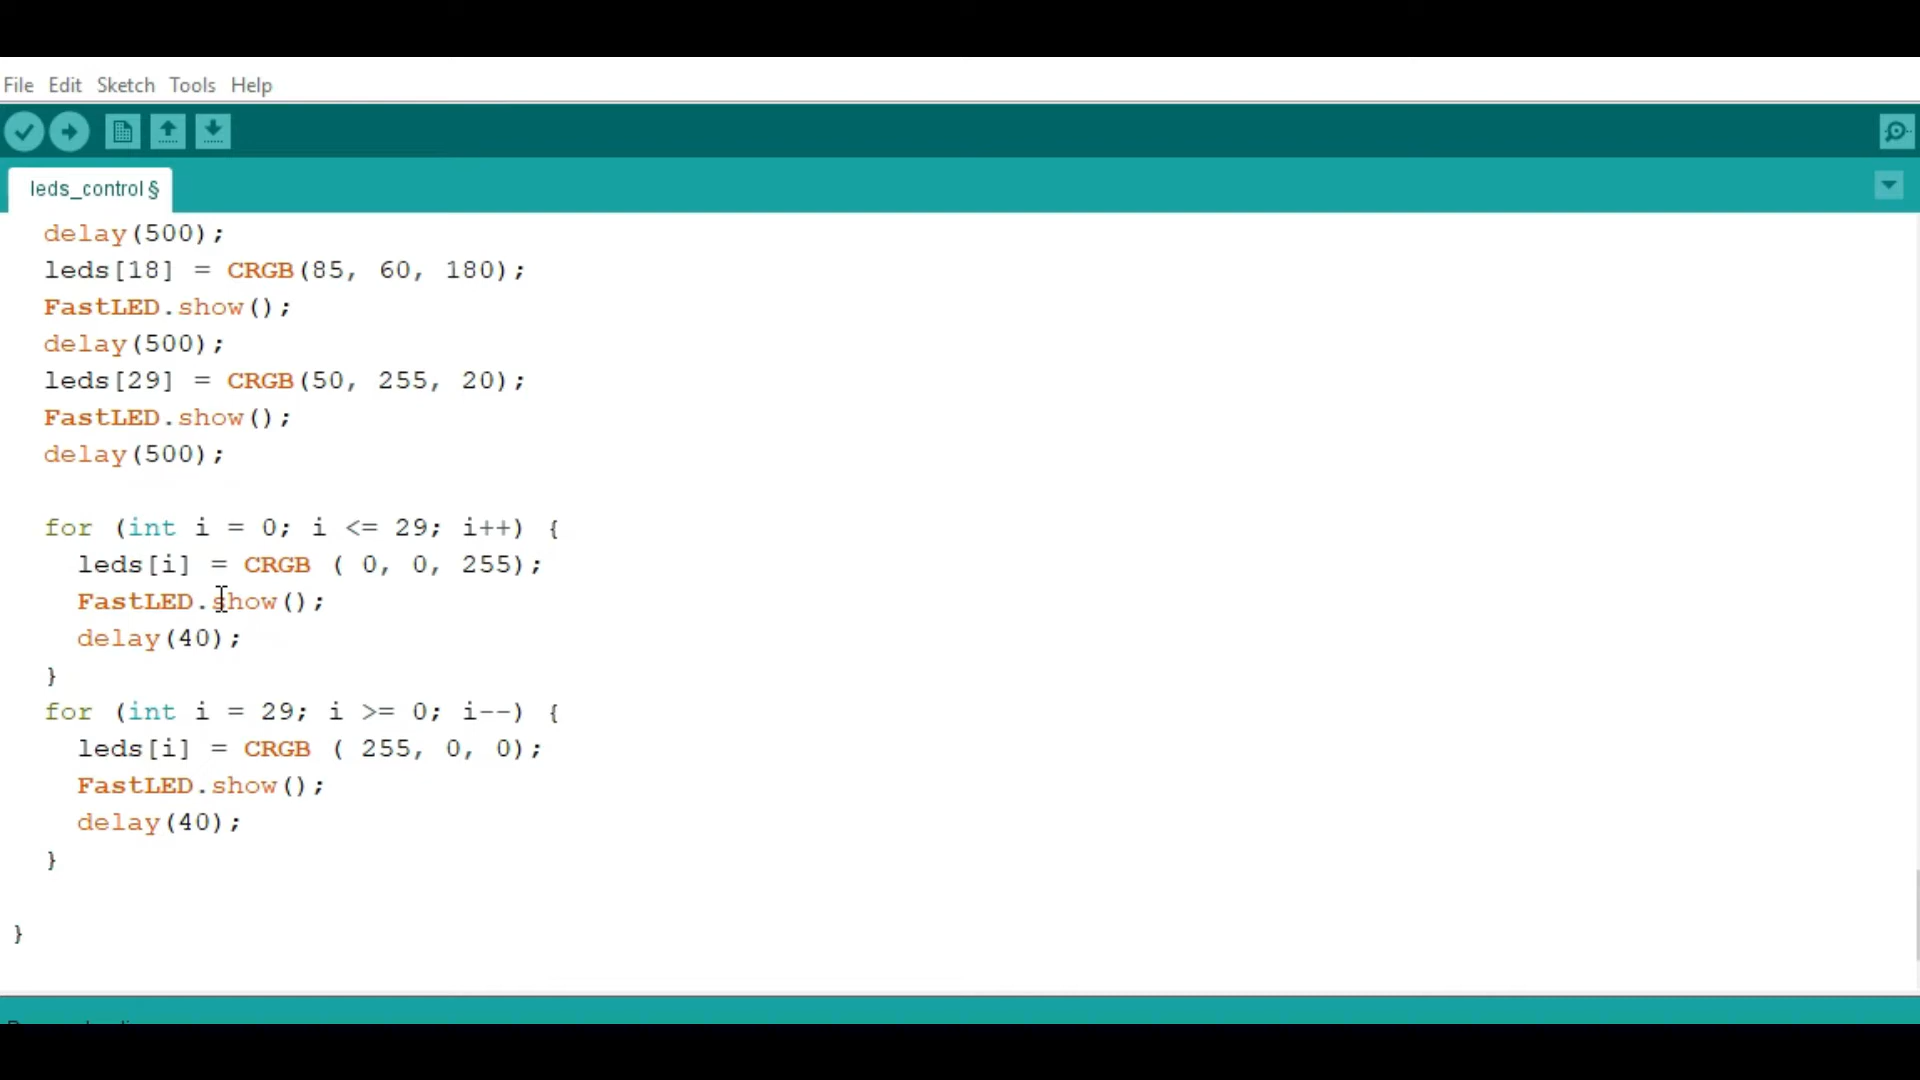 File Edit Sketch Tools Help
leds_control §
delay(500);
leds[18] = CRGB(85, 60, 180);
FastLED.show();
delay(500);
leds[29] = CRGB(50, 255, 20);
FastLED.show();
delay(500);
for (int i = 0; i <= 29; i++) {
leds[i] = CRGB ( 0, 0, 255);
FastLED.show();
delay(40);
}
for (int i = 29; i >= 0; i--) {
leds[i] = CRGB ( 255, 0, 0);
FastLED.show();
delay(40);
}
}